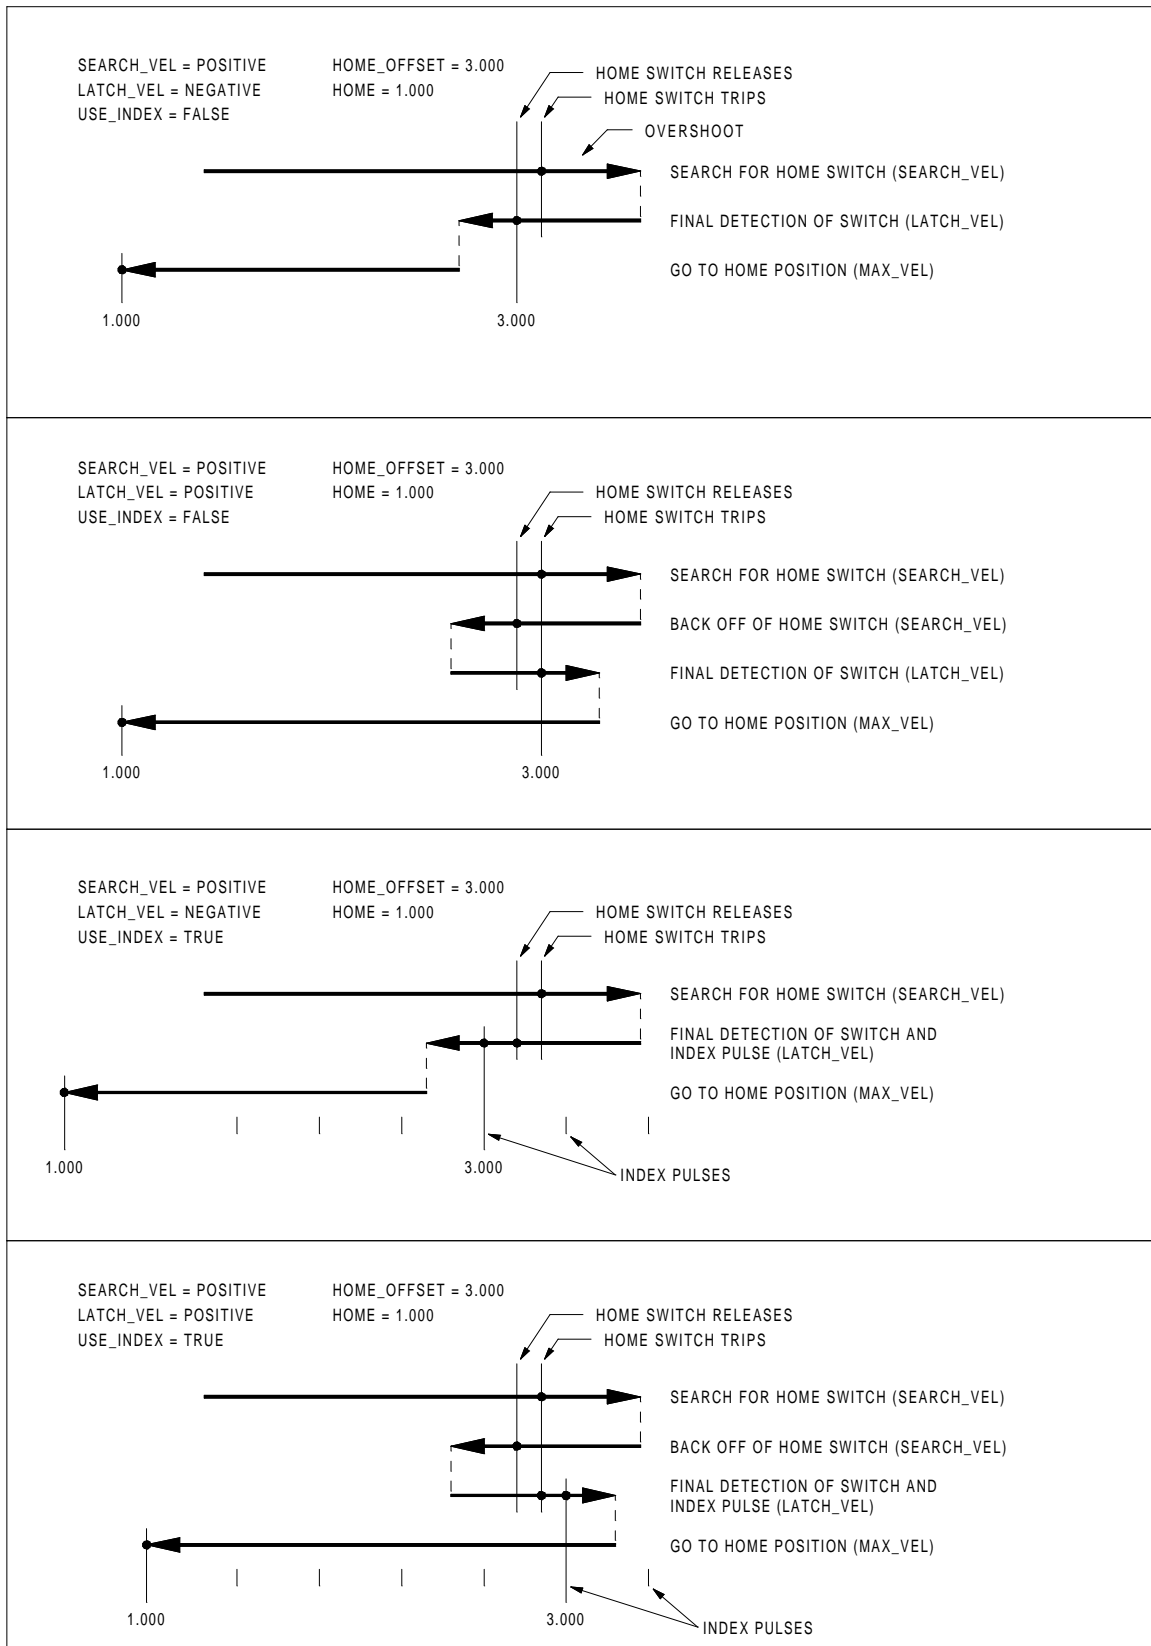 SEARCH_VEL = POSITIVE HOME_OFFSET = 3.000
LATCH_VEL = NEGATIVE HOME = 1.000
USE_INDEX = FALSE
HOME SWITCH RELEASES
HOME SWITCH TRIPS
OVERSHOOT
SEARCH FOR HOME SWITCH (SEARCH_VEL)
FINAL DETECTION OF SWITCH (LATCH_VEL)
GO TO HOME POSITION (MAX_VEL)
1.000 3.000
SEARCH_VEL = POSITIVE HOME_OFFSET = 3.000
LATCH_VEL = POSITIVE HOME = 1.000
USE_INDEX = FALSE
HOME SWITCH RELEASES
HOME SWITCH TRIPS
SEARCH FOR HOME SWITCH (SEARCH_VEL)
BACK OFF OF HOME SWITCH (SEARCH_VEL)
FINAL DETECTION OF SWITCH (LATCH_VEL)
GO TO HOME POSITION (MAX_VEL)
1.000 3.000
SEARCH_VEL = POSITIVE HOME_OFFSET = 3.000
LATCH_VEL = NEGATIVE HOME = 1.000
USE_INDEX = TRUE
HOME SWITCH RELEASES
HOME SWITCH TRIPS
SEARCH FOR HOME SWITCH (SEARCH_VEL)
FINAL DETECTION OF SWITCH AND
INDEX PULSE (LATCH_VEL)
GO TO HOME POSITION (MAX_VEL)
1.000 3.000
INDEX PULSES
SEARCH_VEL = POSITIVE HOME_OFFSET = 3.000
LATCH_VEL = POSITIVE HOME = 1.000
USE_INDEX = TRUE
HOME SWITCH RELEASES
HOME SWITCH TRIPS
SEARCH FOR HOME SWITCH (SEARCH_VEL)
BACK OFF OF HOME SWITCH (SEARCH_VEL)
FINAL DETECTION OF SWITCH AND
INDEX PULSE (LATCH_VEL)
GO TO HOME POSITION (MAX_VEL)
1.000 3.000
INDEX PULSES